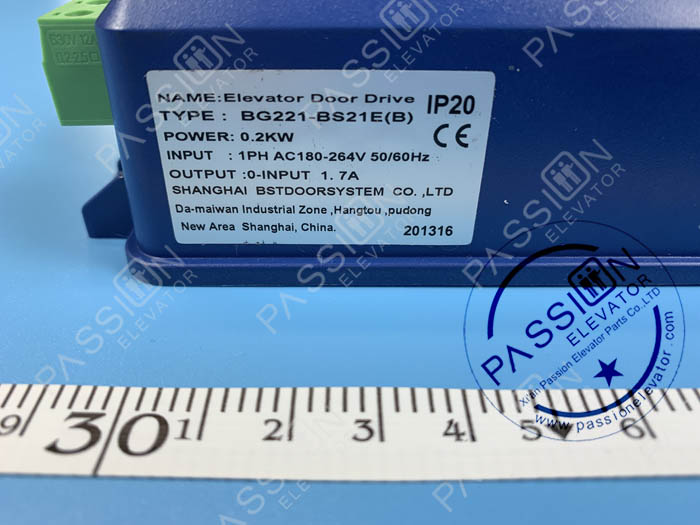 630V 12A
NAME:Elevator Door Drive IP20
TYPE : BG221-BS21E(B)
CE
POWER: 0.2KW
INPUT : 1PH AC180-264V 50/60Hz
OUTPUT :0-INPUT 1. 7A
SHANGHAI BSTDOORSYSTEM CO. ,LTD
Da-maiwan Industrial Zone ,Hangtou ,pudong
New Area Shanghai, China.
201316
PASSION
ELEVATOR
Xi'an Passion Elevator Parts Co.,LTD
www.passionelevator.com
9 30 1 2 3 4 5 6